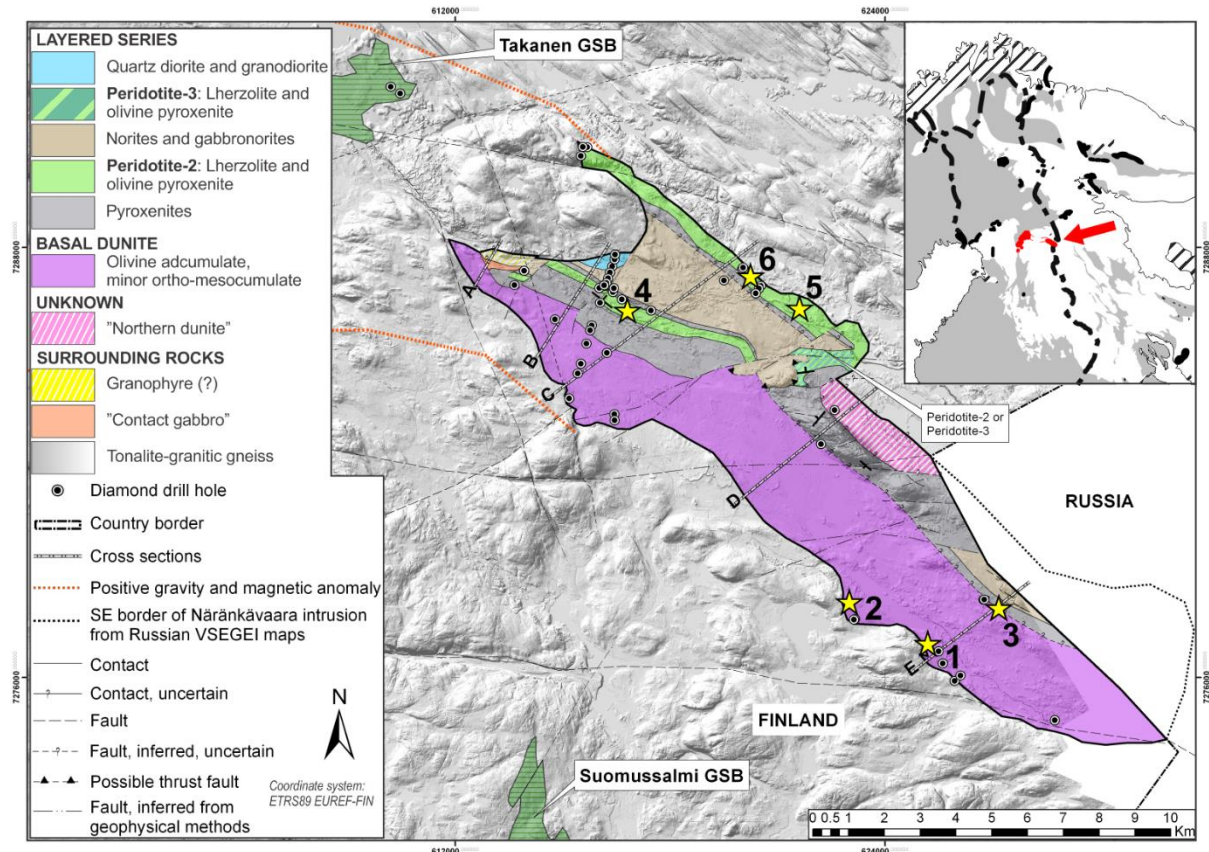 612000
624000
LAYERED SERIES
Quartz diorite and granodiorite
Peridotite-3: Lherzolite and
olivine pyroxenite
Norites and gabbronorites
Peridotite-2: Lherzolite and
olivine pyroxenite
Pyroxenites
BASAL DUNITE
Olivine adcumulate,
minor ortho-mesocumulate
UNKNOWN
"Northern dunite"
SURROUNDING ROCKS
Granophyre (?)
"Contact gabbro"
Tonalite-granitic gneiss
Diamond drill hole
Country border
Cross sections
Positive gravity and magnetic anomaly
SE border of Näränkävaara intrusion
from Russian VSEGEI maps
Contact
?
Contact, uncertain
Fault
?
Fault, inferred, uncertain
Possible thrust fault
Fault, inferred from
geophysical methods
N
Coordinate system:
ETRS89 EUREF-FIN
Takanen GSB
7288000
7288000
A
B
C
D
E
6
5
4
2
3
1
Peridotite-2 or
Peridotite-3
RUSSIA
FINLAND
Suomussalmi GSB
7276000
7276000
0 0.5 1 2 3 4 5 6 7 8 9 10
Km
612000
624000